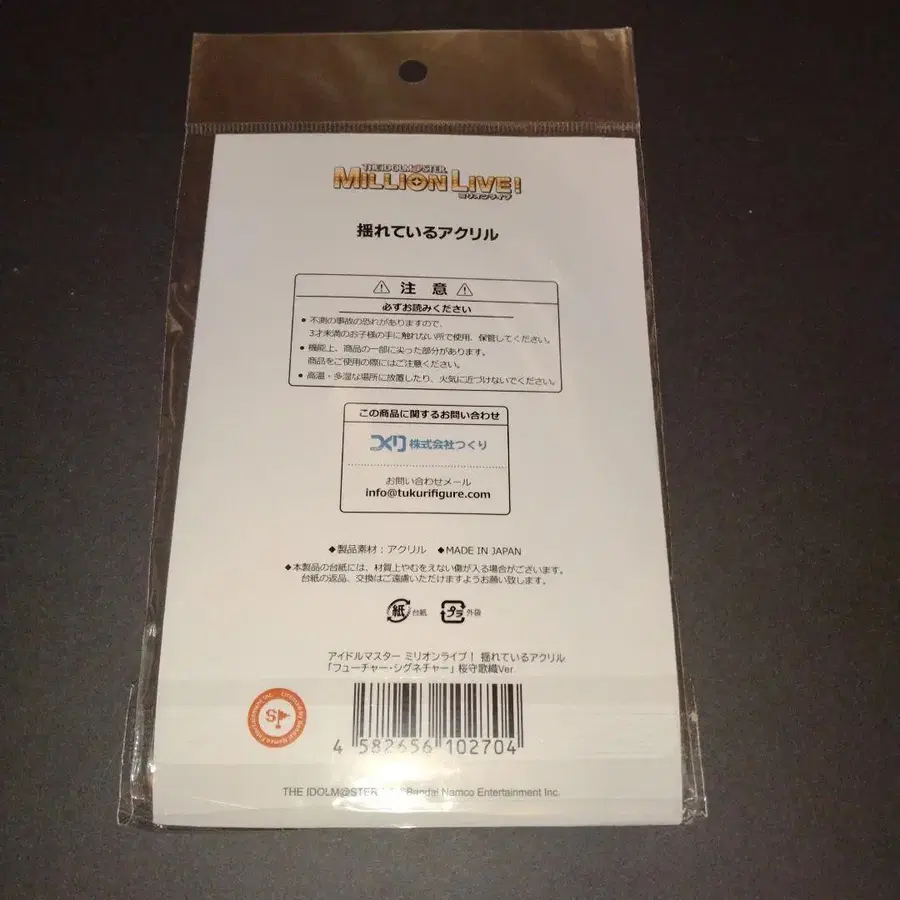 THE IDOLM@STER
MILLION LIVE!
ミリオンライブ
揺れているアクリル
⚠ 注 意 ⚠
必ずお読みください
● 不測の事故の恐れがありますので、
3才未満のお子様の手に触れない所で使用、保管してください。
● 機能上、商品の一部に尖った部分があります。
商品をご使用の際にはご注意ください。
● 高温・多湿な場所に放置したり、火気に近づけないでください。
この商品に関するお問い合わせ
つくり 株式会社つくり
お問い合わせメール
info@tukurifigure.com
◆製品素材：アクリル ◆MADE IN JAPAN
◆本製品の台紙には、材質上やむをえない傷が入る場合がございます。
台紙の返品、交換はご遠慮いただけますようお願い致します。
紙 台紙 プラ 外袋
アイドルマスター ミリオンライブ！ 揺れているアクリル
「フューチャー・シグネチャー」桜守歌織Ver.
Licensed by Bandai Namco Entertainment Inc.
4 582656 102704
THE IDOLM@STER Bandai Namco Entertainment Inc.